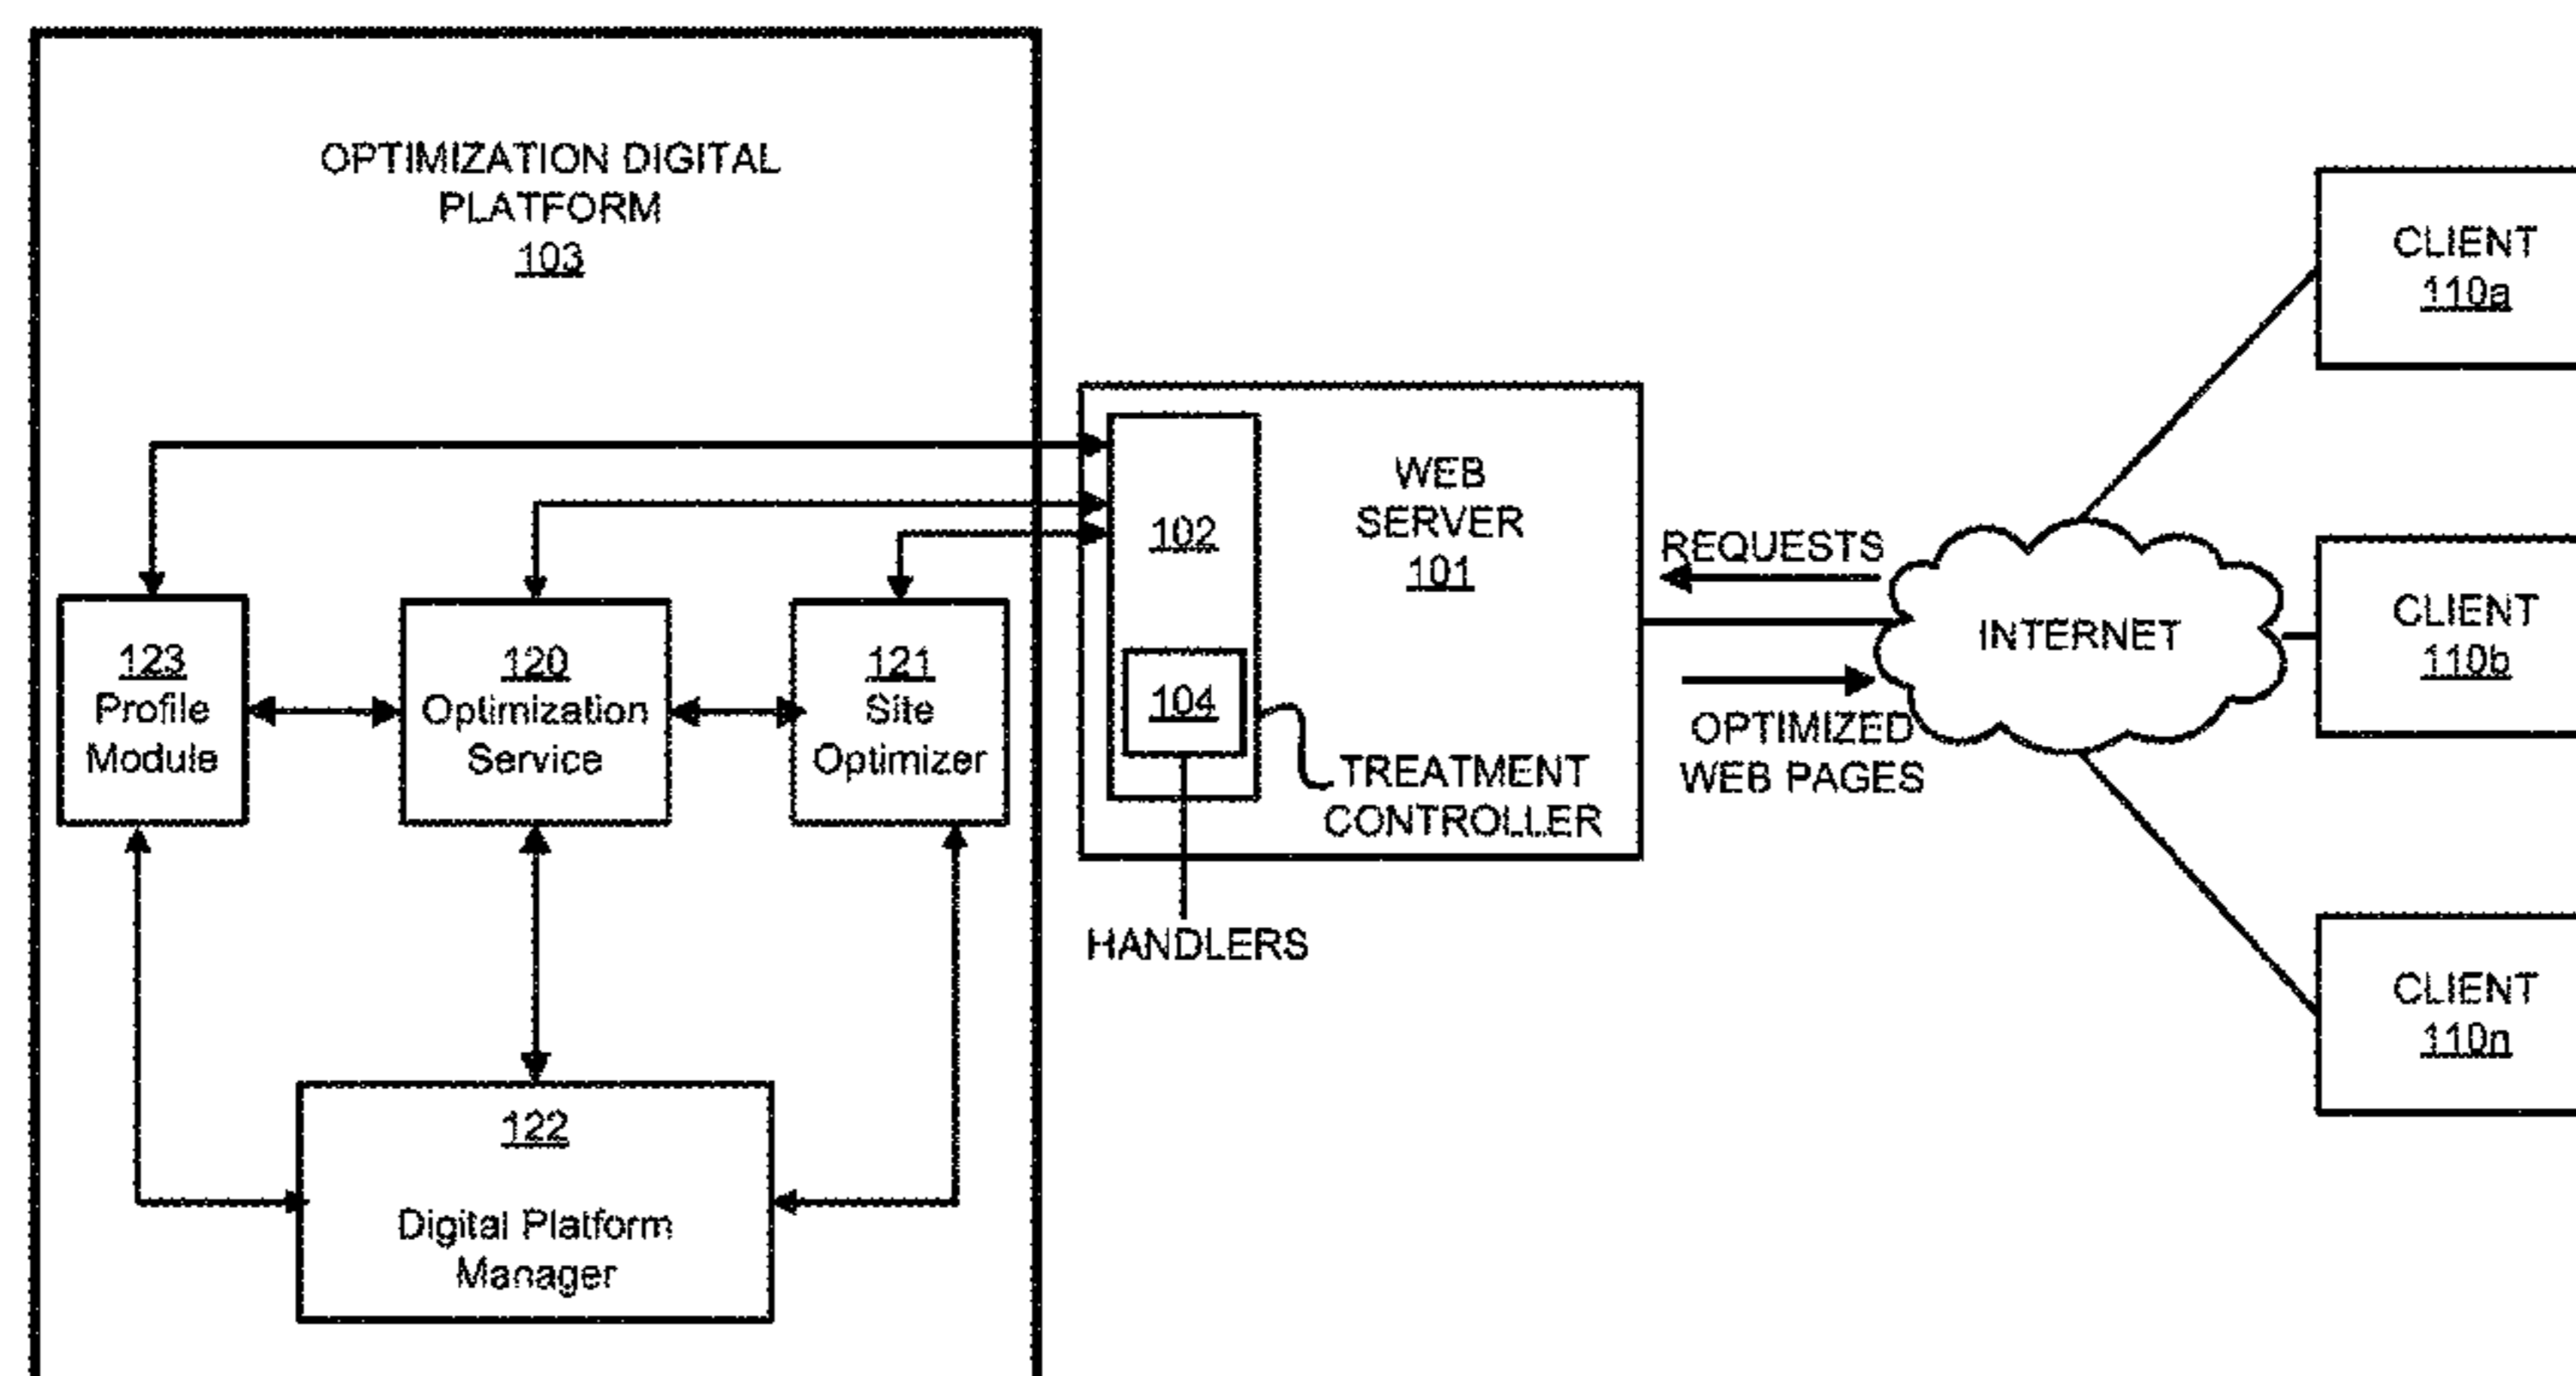 OPTIMIZATION DIGITAL
PLATFORM
103
123
Profile
Module
120
Optimization
Service
121
Site
Optimizer
122
Digital Platform
Manager
WEB
SERVER
101
102
104
TREATMENT
CONTROLLER
HANDLERS
REQUESTS
OPTIMIZED
WEB PAGES
INTERNET
CLIENT
110a
CLIENT
110b
CLIENT
110n